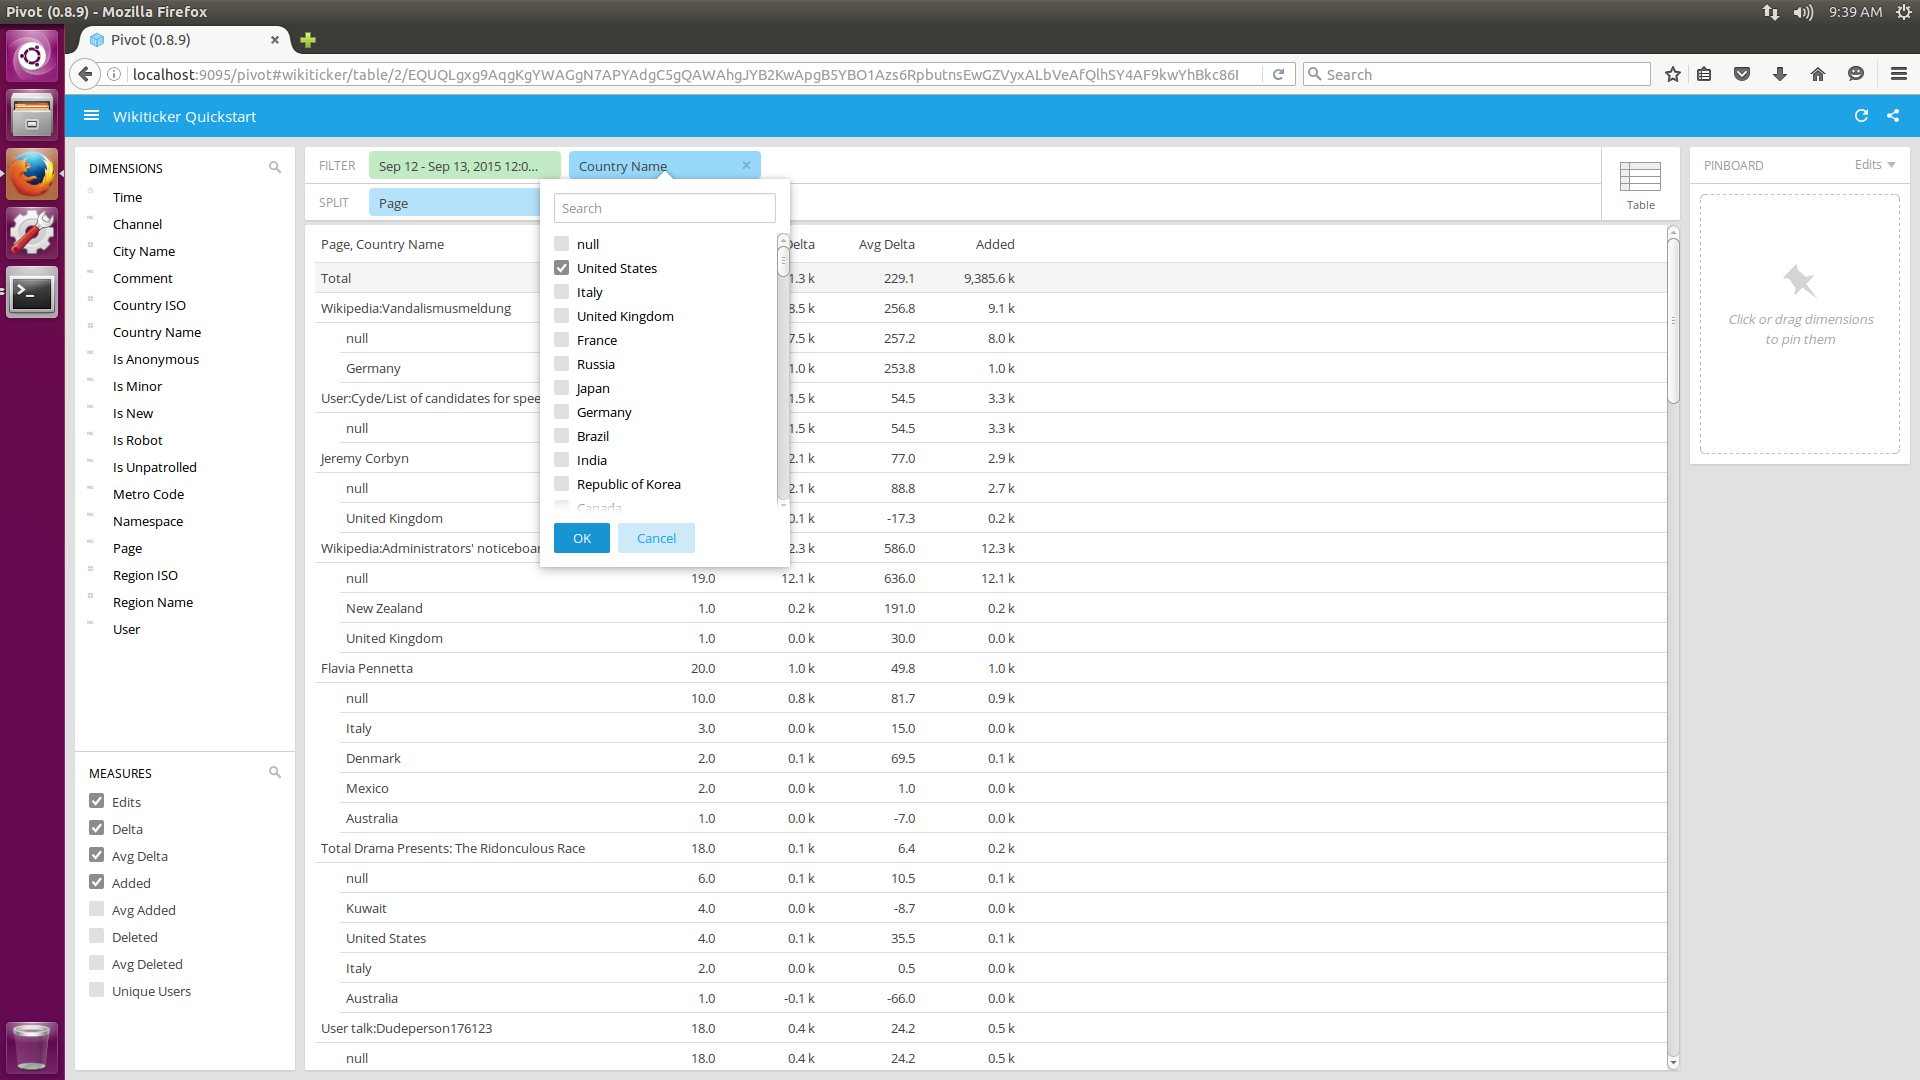 Pivot (0.8.9) - Mozilla Firefox
9:39 AM
Pivot (0.8.9)
localhost:9095/pivot#wikiticker/table/2/EQUQLgxg9AqgKgYWAGgN7APYAdgC5gQAWAhgJYB2KwApgB5YBO1Azs6RpbutnsEwGZVyxALbVeAfQlhSY4AF9kwYhBkc86I
Search
Wikiticker Quickstart
DIMENSIONS
Time
Channel
City Name
Comment
Country ISO
Country Name
Is Anonymous
Is Minor
Is New
Is Robot
Is Unpatrolled
Metro Code
Namespace
Page
Region ISO
Region Name
User
MEASURES
Edits
Delta
Avg Delta
Added
Avg Added
Deleted
Avg Deleted
Unique Users
FILTER
Sep 12 - Sep 13, 2015 12:0...
Country Name
SPLIT
Page
Search
null
United States
Italy
United Kingdom
France
Russia
Japan
Germany
Brazil
India
Republic of Korea
Canada
OK
Cancel
Table
Page, Country Name Delta Avg Delta Added
Total 1.3 k 229.1 9,385.6 k
Wikipedia:Vandalismusmeldung 8.5 k 256.8 9.1 k
null 7.5 k 257.2 8.0 k
Germany 1.0 k 253.8 1.0 k
User:Cyde/List of candidates for spee 1.5 k 54.5 3.3 k
null 1.5 k 54.5 3.3 k
Jeremy Corbyn 2.1 k 77.0 2.9 k
null 2.1 k 88.8 2.7 k
United Kingdom 0.1 k -17.3 0.2 k
Wikipedia:Administrators' noticeboar 2.3 k 586.0 12.3 k
null 19.0 12.1 k 636.0 12.1 k
New Zealand 1.0 0.2 k 191.0 0.2 k
United Kingdom 1.0 0.0 k 30.0 0.0 k
Flavia Pennetta 20.0 1.0 k 49.8 1.0 k
null 10.0 0.8 k 81.7 0.9 k
Italy 3.0 0.0 k 15.0 0.0 k
Denmark 2.0 0.1 k 69.5 0.1 k
Mexico 2.0 0.0 k 1.0 0.0 k
Australia 1.0 0.0 k -7.0 0.0 k
Total Drama Presents: The Ridonculous Race 18.0 0.1 k 6.4 0.2 k
null 6.0 0.1 k 10.5 0.1 k
Kuwait 4.0 0.0 k -8.7 0.0 k
United States 4.0 0.1 k 35.5 0.1 k
Italy 2.0 0.0 k 0.5 0.0 k
Australia 1.0 -0.1 k -66.0 0.0 k
User talk:Dudeperson176123 18.0 0.4 k 24.2 0.5 k
null 18.0 0.4 k 24.2 0.5 k
PINBOARD
Edits
Click or drag dimensions
to pin them